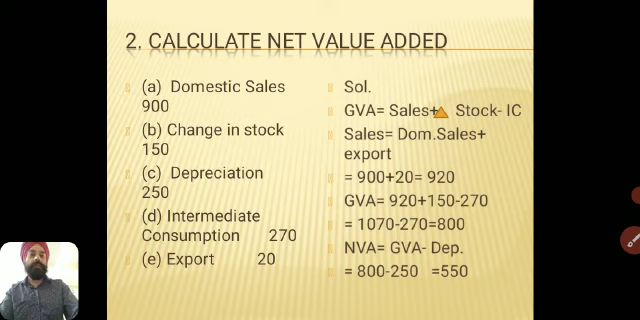 2. CALCULATE NET VALUE ADDED
(a) Domestic Sales
900
(b) Change in stock
150
(c) Depreciation
250
(d) Intermediate
Consumption 270
(e) Export 20
Sol.
GVA= Sales+ Stock- IC
Sales= Dom.Sales+
export
= 900+20= 920
GVA= 920+150-270
= 1070-270=800
NVA= GVA- Dep.
= 800-250 =550